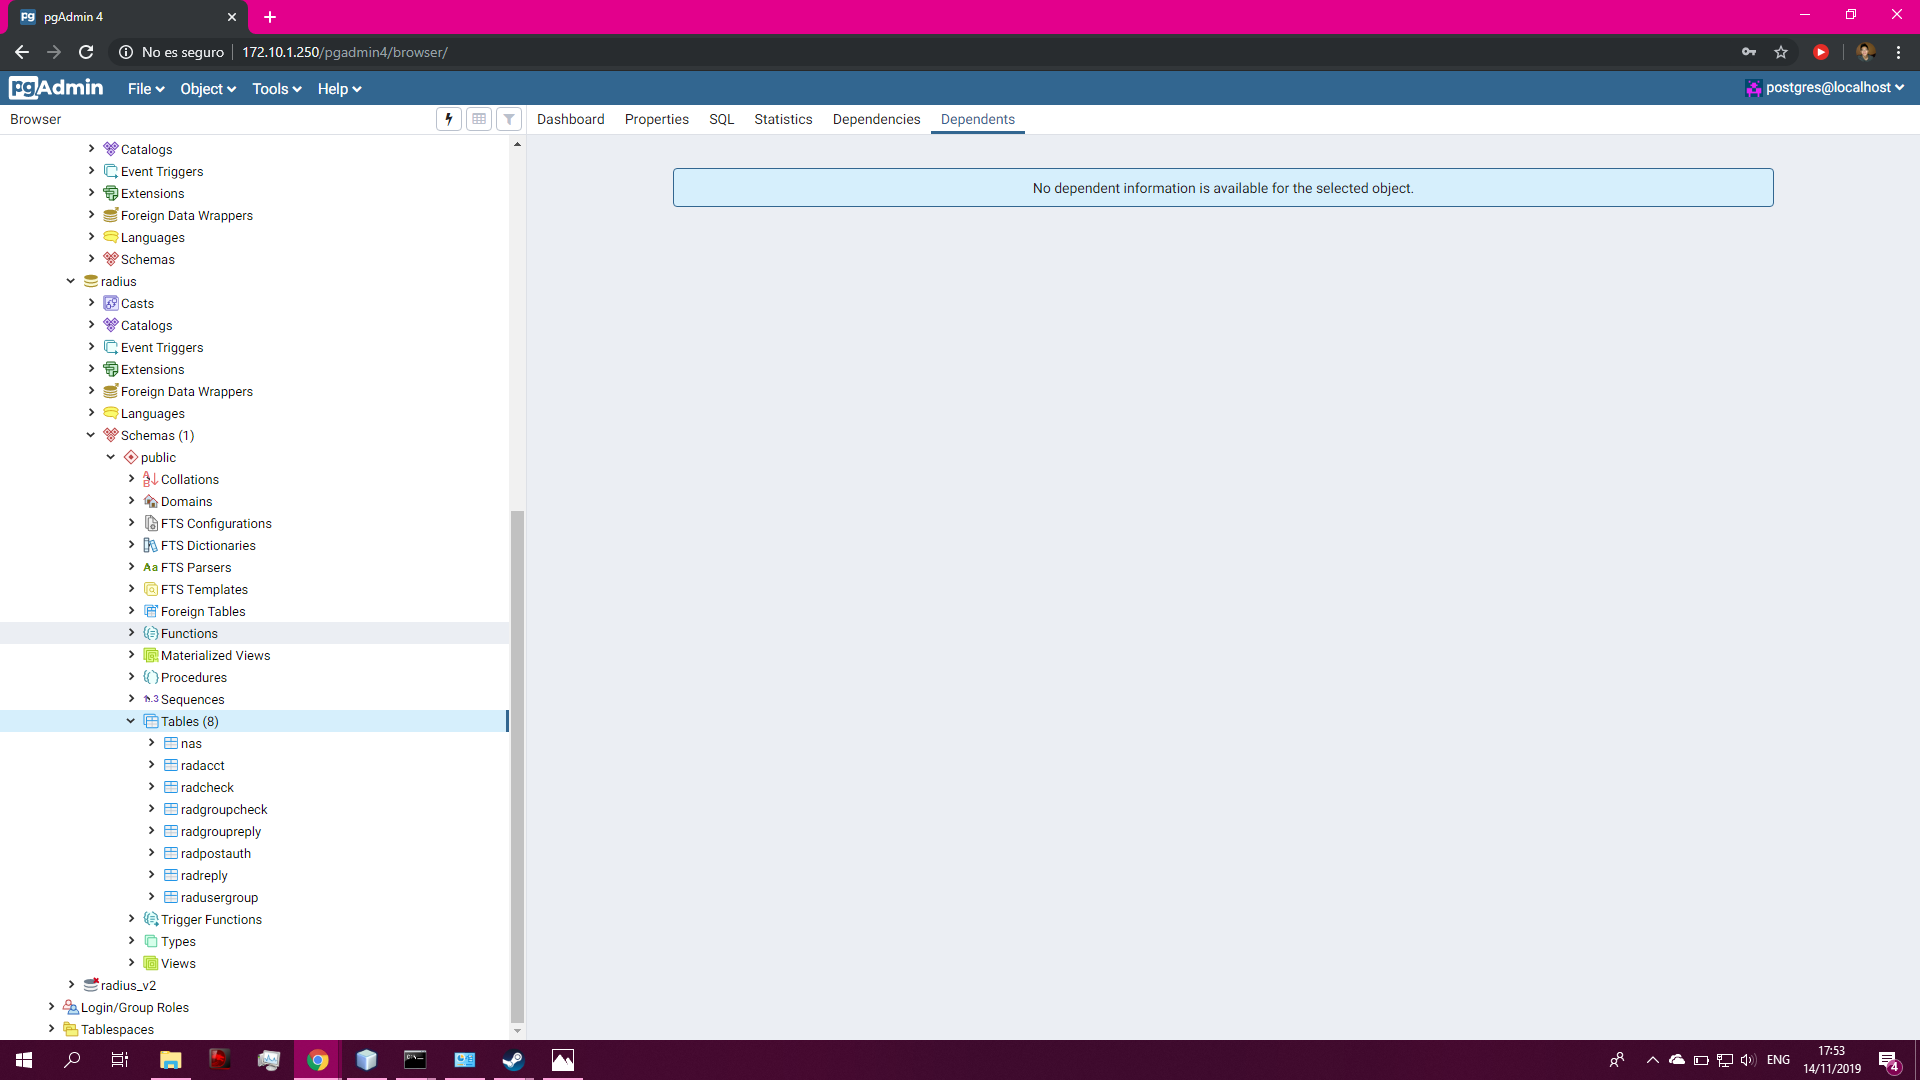 pgAdmin 4
No es seguro 172.10.1.250/pgadmin4/browser/
pgAdmin File Object Tools Help postgres@localhost
Browser Dashboard Properties SQL Statistics Dependencies Dependents
No dependent information is available for the selected object.
Catalogs
Event Triggers
Extensions
Foreign Data Wrappers
Languages
Schemas
radius
Casts
Catalogs
Event Triggers
Extensions
Foreign Data Wrappers
Languages
Schemas (1)
public
Collations
Domains
FTS Configurations
FTS Dictionaries
Aa FTS Parsers
FTS Templates
Foreign Tables
Functions
Materialized Views
Procedures
1..3 Sequences
Tables (8)
nas
radacct
radcheck
radgroupcheck
radgroupreply
radpostauth
radreply
radusergroup
Trigger Functions
Types
Views
radius_v2
Login/Group Roles
Tablespaces
ENG 17:53
14/11/2019 4